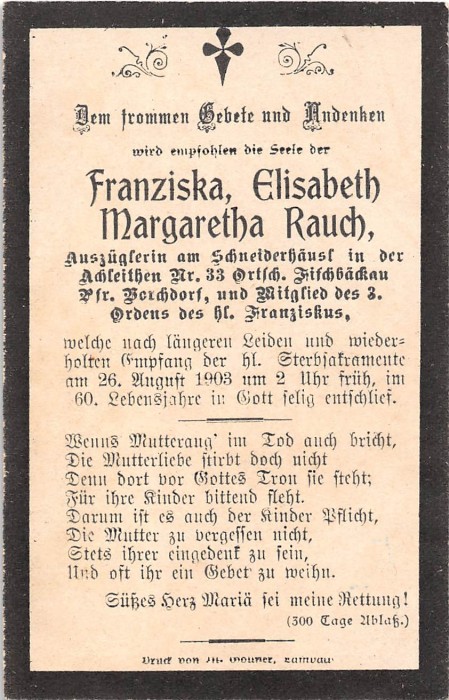 Dem frommen Gebete und Andenken
wird empfohlen die Seele der
Franziska, Elisabeth
Margaretha Rauch,
Auszüglerin am Schneiderhäusl in der
Achleithen Nr. 33 Ortsch. Fischbäckau
Pfr. Vorchdorf, und Mitglied des 3.
Ordens des hl. Franziskus,
welche nach längeren Leiden und wieder-
holten Empfang der hl. Sterbsakramente
am 26. August 1903 um 2 Uhr früh, im
60. Lebensjahre in Gott selig entschlief.
Wenns Mutteraug' im Tod auch bricht,
Die Mutterliebe stirbt doch nicht
Denn dort vor Gottes Tron sie steht;
Für ihre Kinder bittend fleht.
Darum ist es auch der Kinder Pflicht,
Die Mutter zu vergessen nicht,
Stets ihrer eingedenk zu sein,
Und oft ihr ein Gebet zu weihn.
Süßes Herz Mariä sei meine Rettung!
(300 Tage Ablaß.)
Druck von